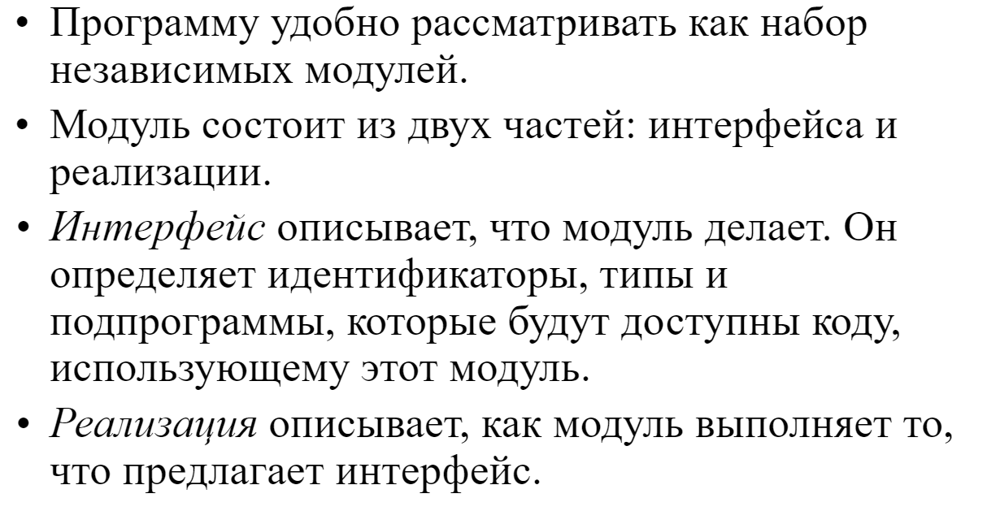 • Программу удобно рассматривать как набор
независимых модулей.
• Модуль состоит из двух частей: интерфейса и
реализации.
• Интерфейс описывает, что модуль делает. Он
определяет идентификаторы, типы и
подпрограммы, которые будут доступны коду,
использующему этот модуль.
• Реализация описывает, как модуль выполняет то,
что предлагает интерфейс.